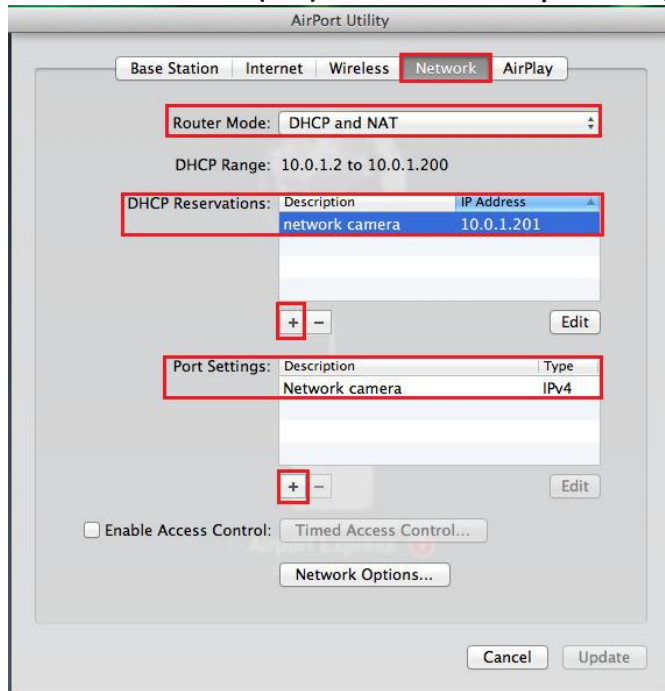 AirPort Utility
Base Station Internet Wireless Network AirPlay
Router Mode: DHCP and NAT
DHCP Range: 10.0.1.2 to 10.0.1.200
DHCP Reservations: Description IP Address
network camera 10.0.1.201
+ - Edit
Port Settings: Description Type
Network camera IPv4
+ - Edit
Enable Access Control: Timed Access Control...
Airport Express
Network Options...
Cancel Update